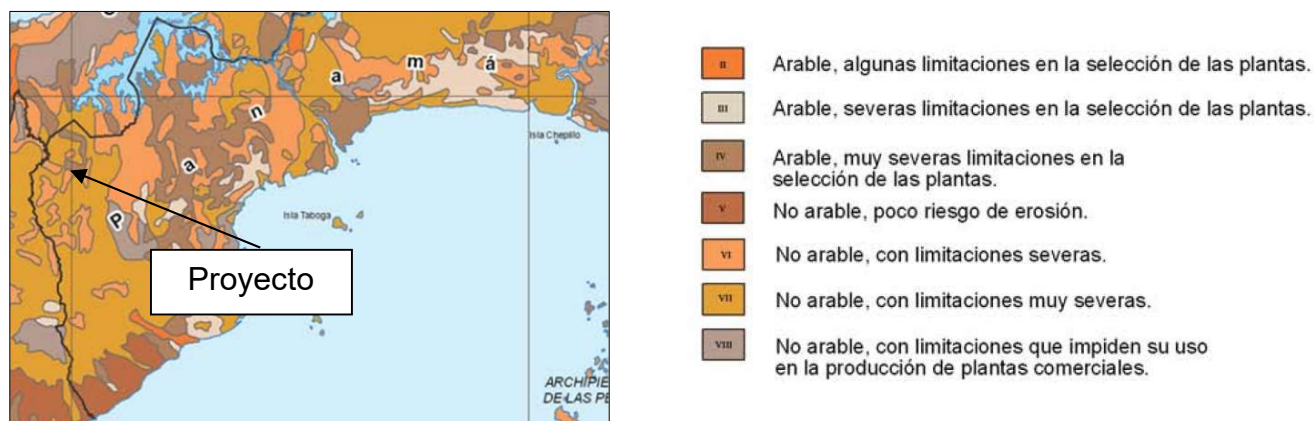 P
a
n
a
m
á
Isla Chepillo
Isla Taboga
Proyecto
ARCHIPIE
DE LAS PE
II
Arable, algunas limitaciones en la selección de las plantas.
III
Arable, severas limitaciones en la selección de las plantas.
IV
Arable, muy severas limitaciones en la
selección de las plantas.
V
No arable, poco riesgo de erosión.
VI
No arable, con limitaciones severas.
VII
No arable, con limitaciones muy severas.
VIII
No arable, con limitaciones que impiden su uso
en la producción de plantas comerciales.